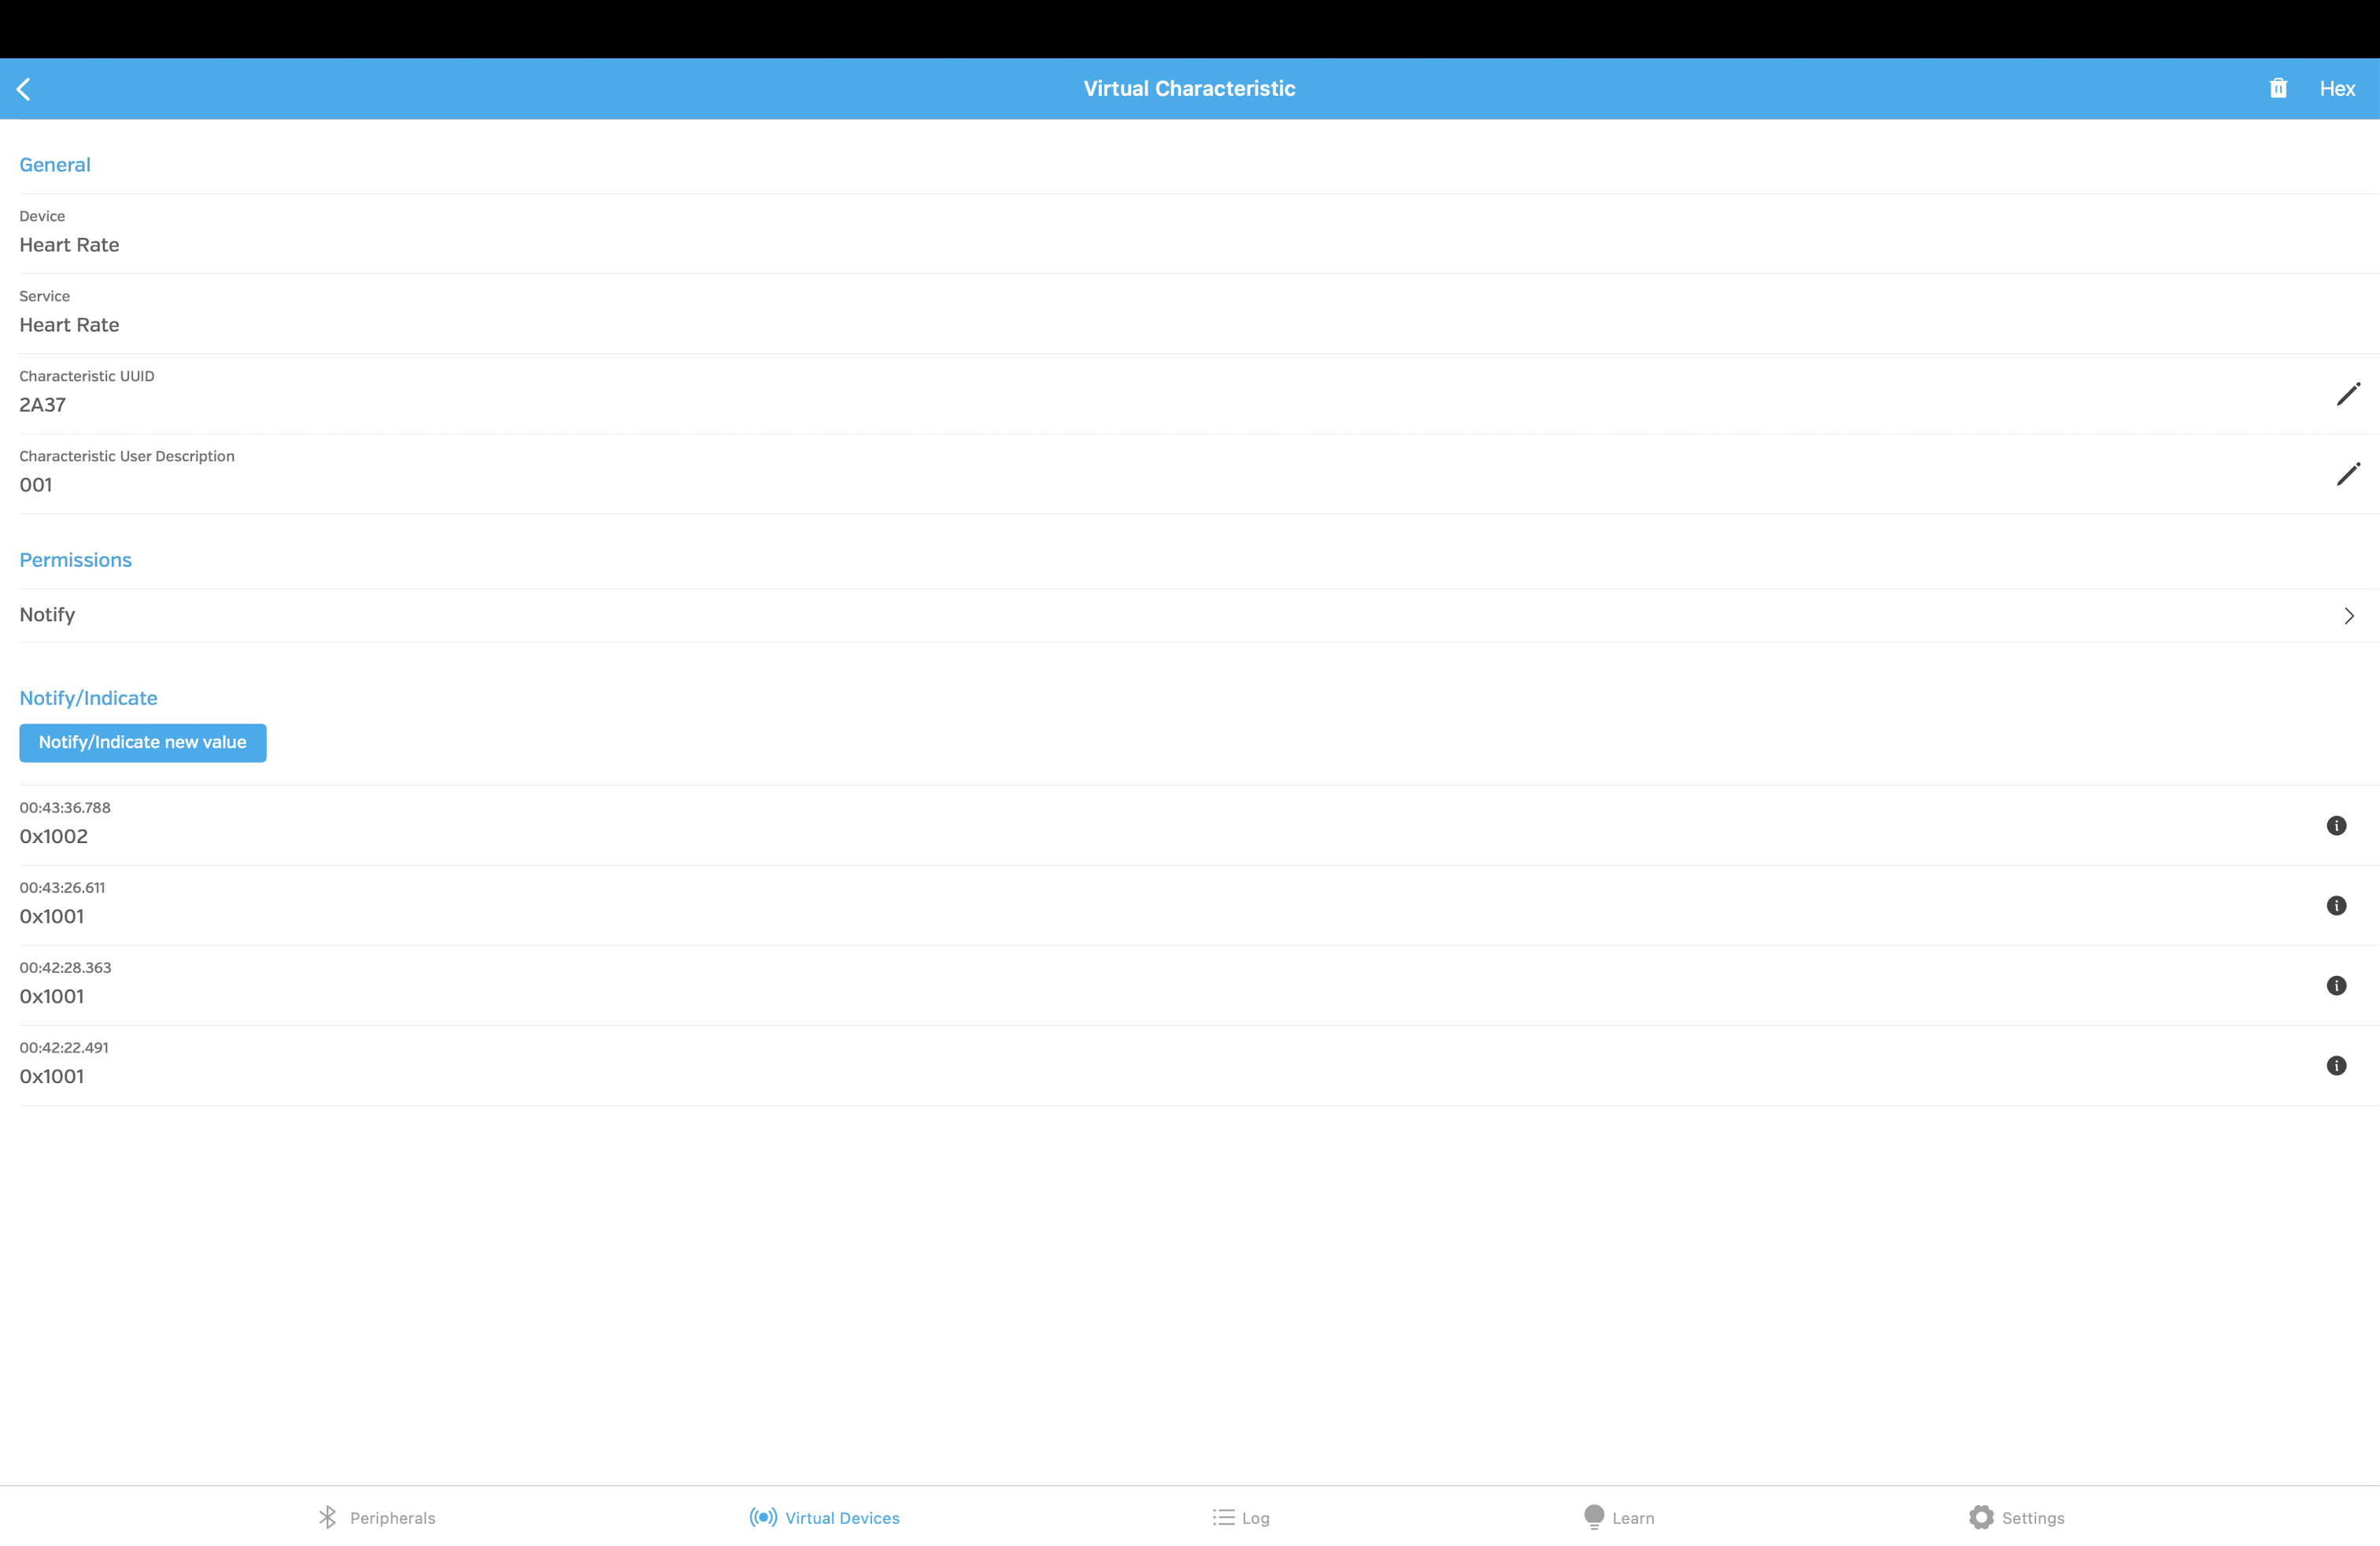 Virtual Characteristic
Hex
General
Device
Heart Rate
Service
Heart Rate
Characteristic UUID
2A37
Characteristic User Description
001
Permissions
Notify
Notify/Indicate
Notify/Indicate new value
00:43:36.788
0x1002
00:43:26.611
0x1001
00:42:28.363
0x1001
00:42:22.491
0x1001
Peripherals
Virtual Devices
Log
Learn
Settings